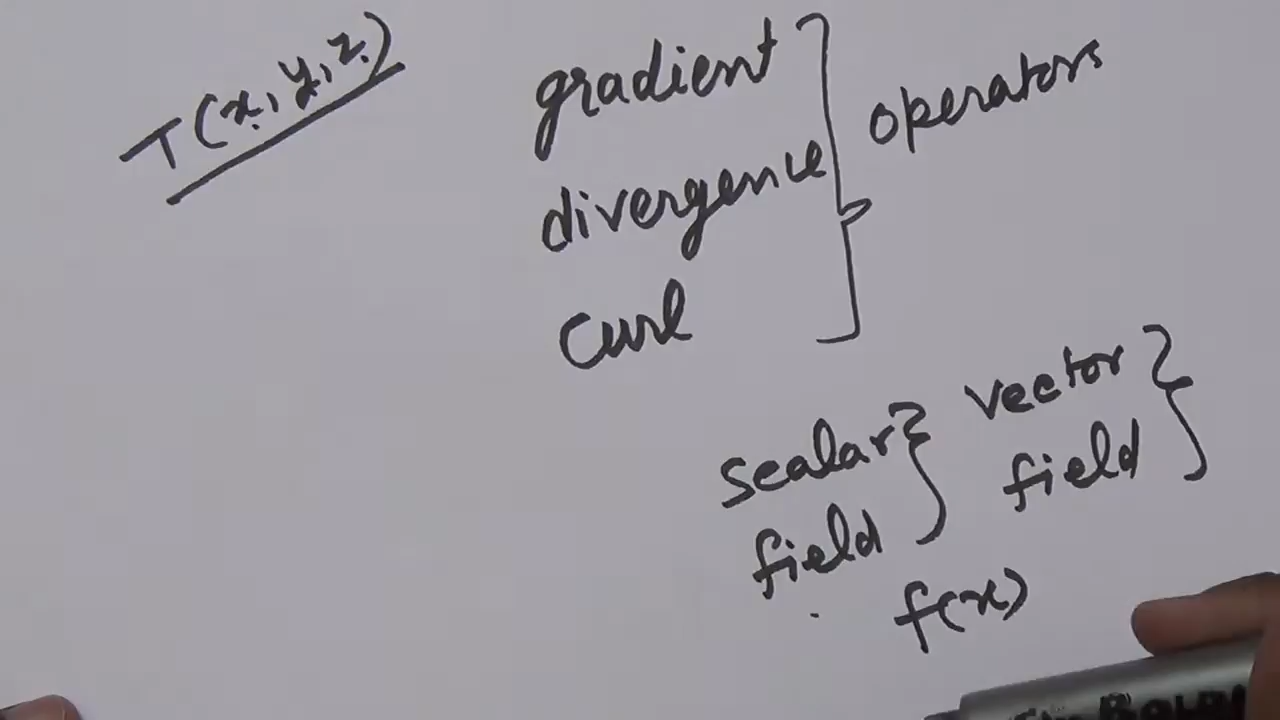 T(x, y, z)
gradient
divergence
curl
operators
scalar
field
vector
field
f(x)